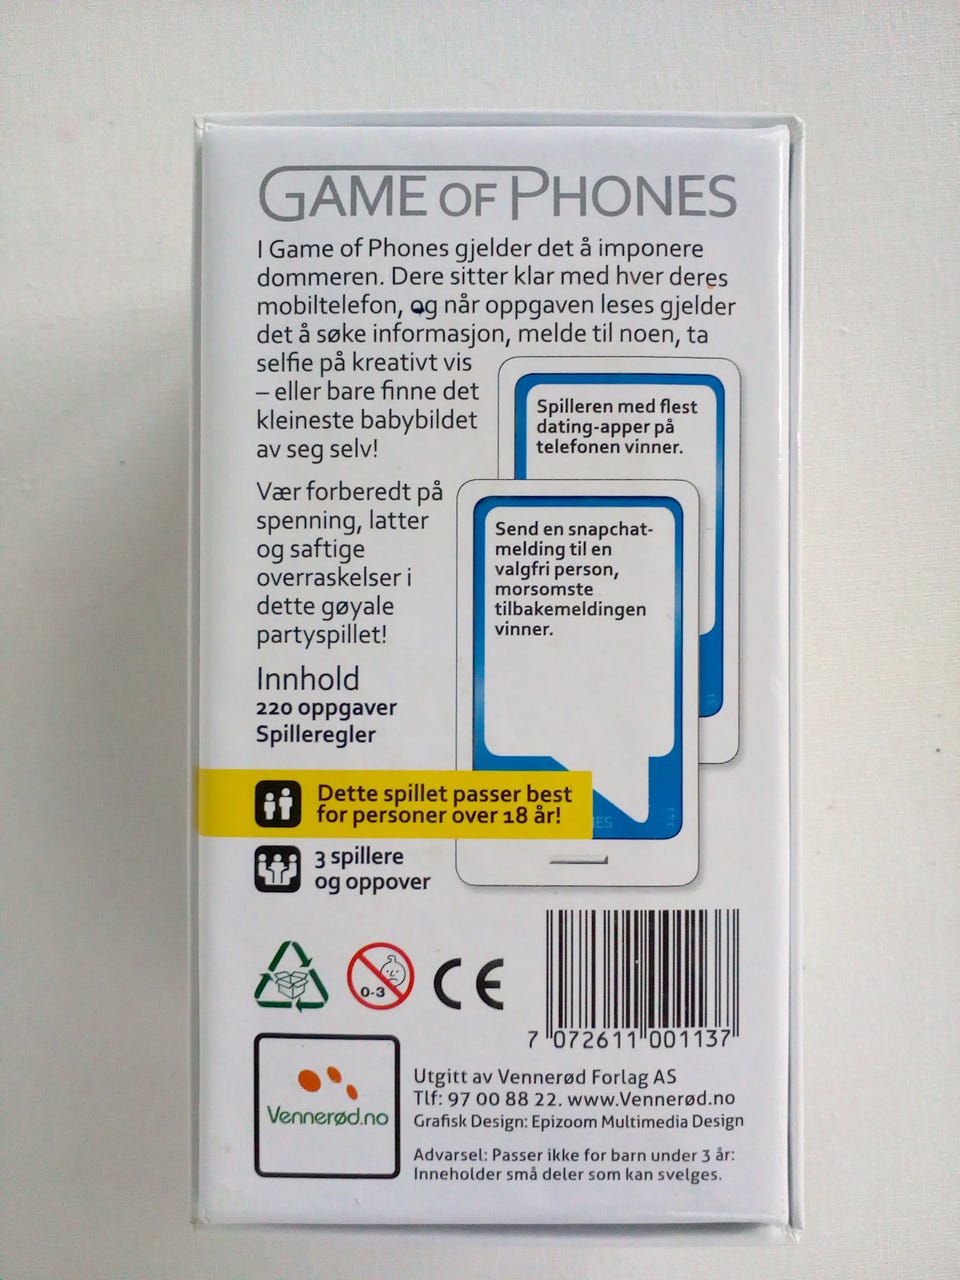 GAME OF PHONES
I Game of Phones gjelder det å imponere
dommeren. Dere sitter klar med hver deres
mobiltelefon, og når oppgaven leses gjelder
det å søke informasjon, melde til noen, ta
selfie på kreativt vis
– eller bare finne det
kleineste babybildet
av seg selv!
Vær forberedt på
spenning, latter
og saftige
overraskelser i
dette gøyale
partyspillet!
Spilleren med flest
dating-apper på
telefonen vinner.
31
Send en snapchat-
melding til en
valgfri person,
morsomste
tilbakemeldingen
vinner.
NES
141
Innhold
220 oppgaver
Spilleregler
Dette spillet passer best
for personer over 18 år!
3 spillere
og oppover
0-3
CE
7 072611 001137
Vennerød.no
Utgitt av Vennerød Forlag AS
Tlf: 97 00 88 22. www.Vennerød.no
Grafisk Design: Epizoom Multimedia Design
Advarsel: Passer ikke for barn under 3 år:
Inneholder små deler som kan svelges.